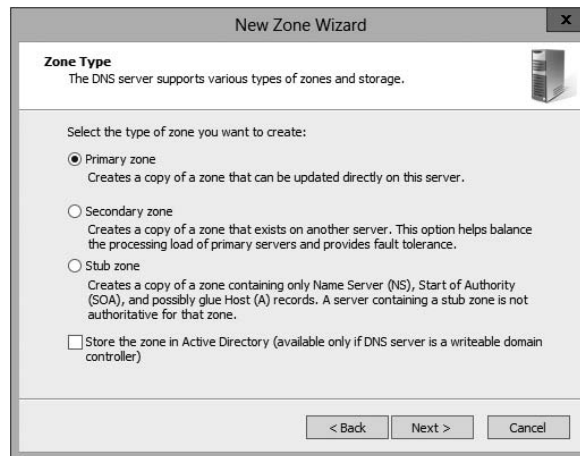 New Zone Wizard
x
Zone Type
The DNS server supports various types of zones and storage.
Select the type of zone you want to create:
Primary zone
Creates a copy of a zone that can be updated directly on this server.
Secondary zone
Creates a copy of a zone that exists on another server. This option helps balance
the processing load of primary servers and provides fault tolerance.
Stub zone
Creates a copy of a zone containing only Name Server (NS), Start of Authority
(SOA), and possibly glue Host (A) records. A server containing a stub zone is not
authoritative for that zone.
Store the zone in Active Directory (available only if DNS server is a writeable domain
controller)
< Back Next > Cancel